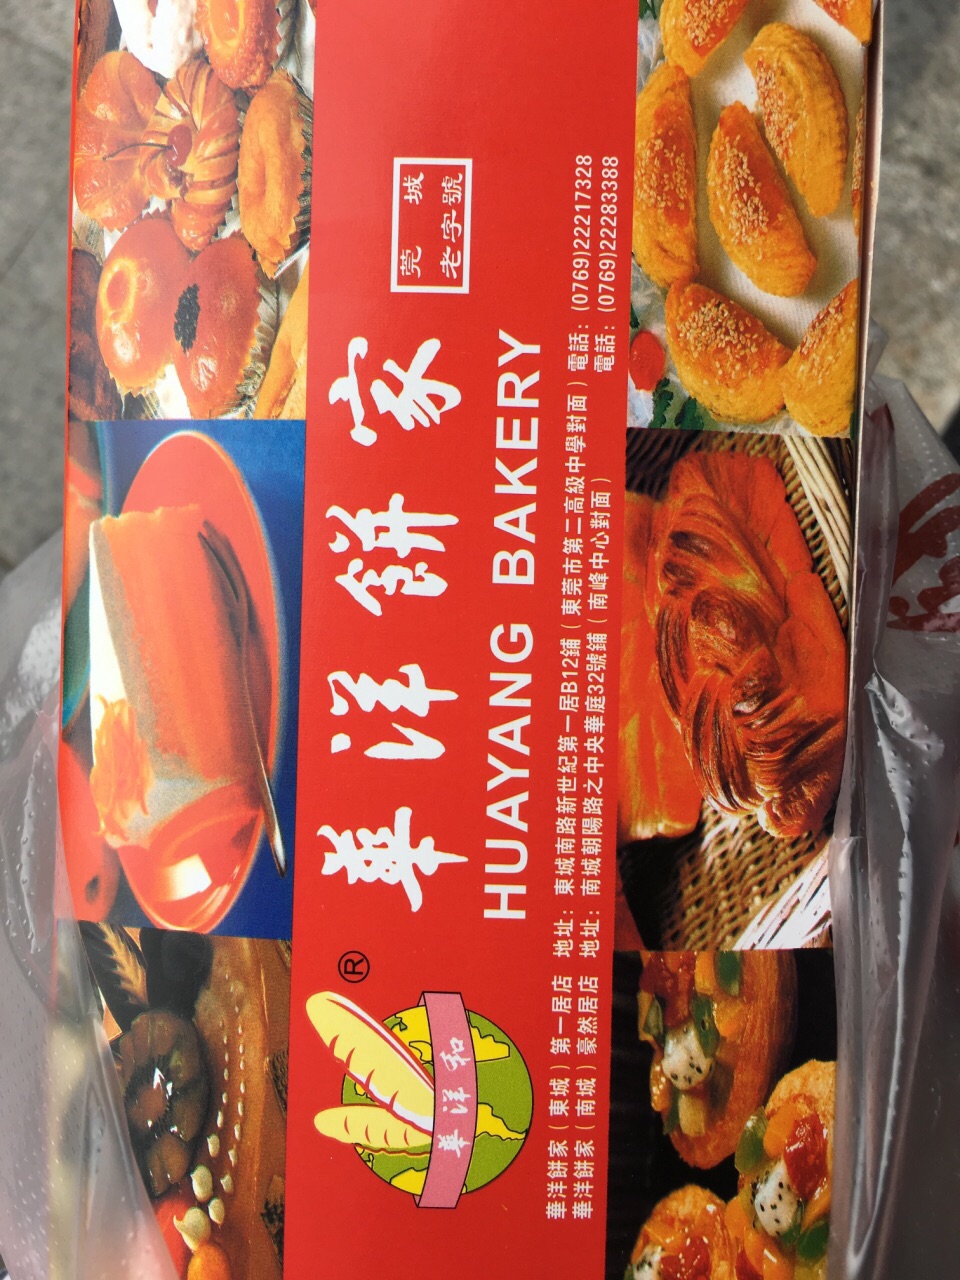 莞城
老字號
華洋餅家
HUAYANG BAKERY
®
華洋和
華洋餅家（東城）第一居店 地址：東城南路新世紀第一居B12鋪（東莞市第二高級中學對面）電話：(0769)22217328
華洋餅家（南城）豪然居店 地址：南城朝陽路之中央華庭32號鋪（南峰中心對面） 電話：(0769)22283388